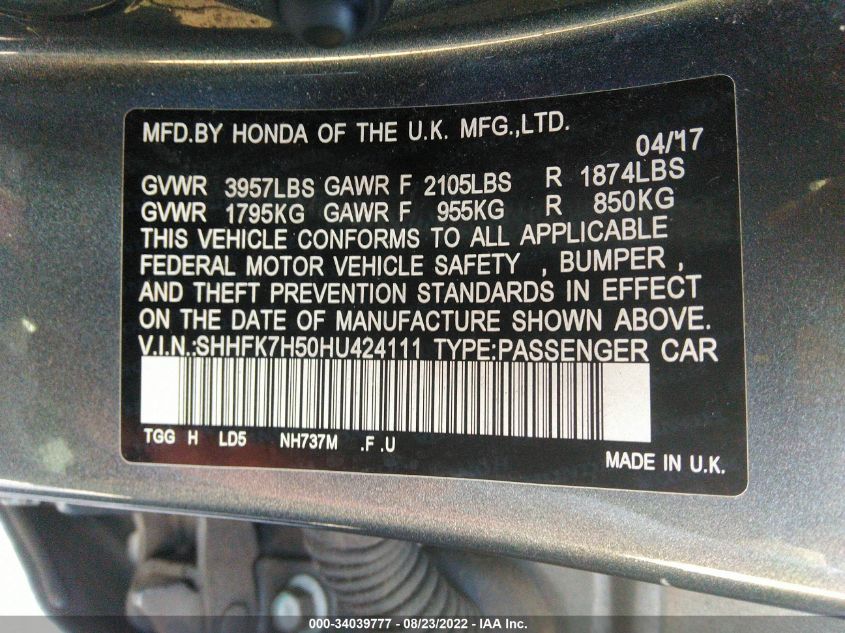 MFD.BY HONDA OF THE U.K. MFG.,LTD.
04/17
GVWR 3957LBS GAWR F 2105LBS R 1874LBS
GVWR 1795KG GAWR F 955KG R 850KG
THIS VEHICLE CONFORMS TO ALL APPLICABLE
FEDERAL MOTOR VEHICLE SAFETY , BUMPER ,
AND THEFT PREVENTION STANDARDS IN EFFECT
ON THE DATE OF MANUFACTURE SHOWN ABOVE.
V.I.N.:SHHFK7H50HU424111 TYPE:PASSENGER CAR
TGG H LD5 NH737M .F .U
MADE IN U.K.
000-34039777 - 08/23/2022 - IAA Inc.